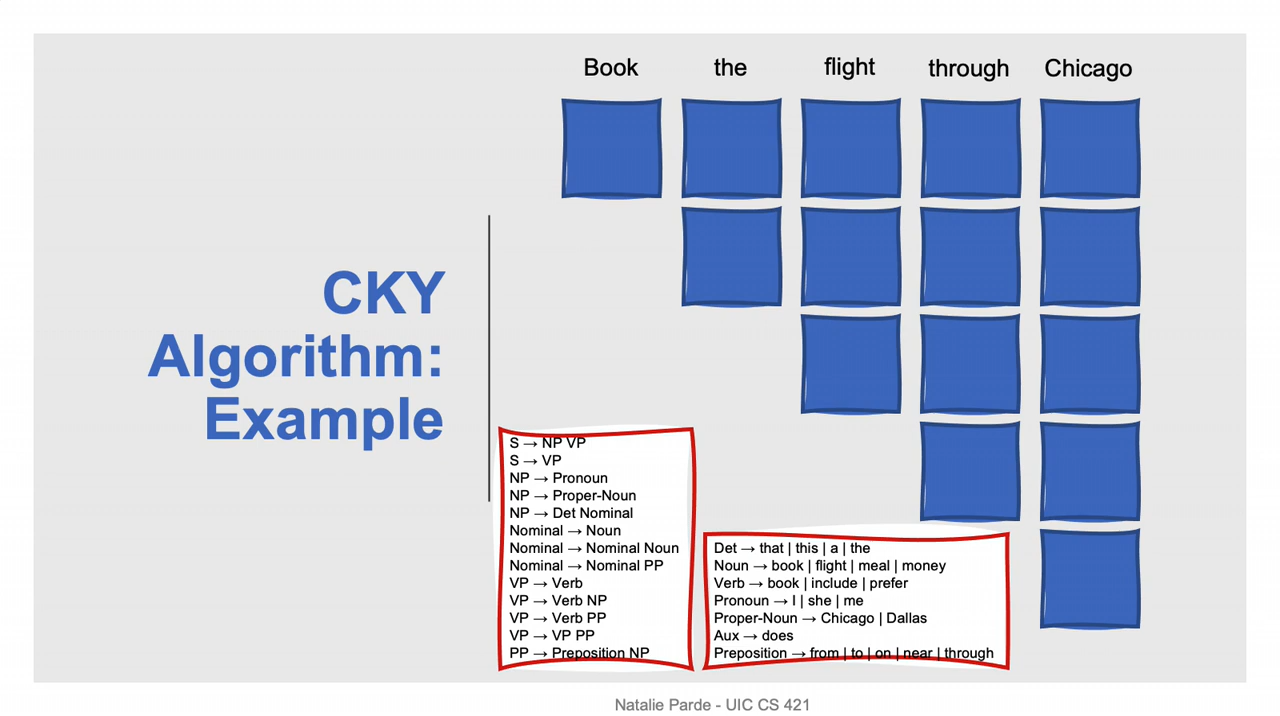 Book the flight through Chicago
CKY
Algorithm:
Example
S → NP VP
S → VP
NP → Pronoun
NP → Proper-Noun
NP → Det Nominal
Nominal → Noun
Nominal → Nominal Noun
Nominal → Nominal PP
VP → Verb
VP → Verb NP
VP → Verb PP
VP → VP PP
PP → Preposition NP
Det → that | this | a | the
Noun → book | flight | meal | money
Verb → book | include | prefer
Pronoun → I | she | me
Proper-Noun → Chicago | Dallas
Aux → does
Preposition → from | to | on | near | through
Natalie Parde - UIC CS 421